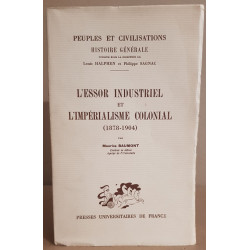 PEUPLES ET CIVILISATIONS
HISTOIRE GÉNÉRALE
Louis HALPHEN et Philippe SAGNAC
L'ESSOR INDUSTRIEL
ET
L'IMPÉRIALISME COLONIAL
(1878-1904)
PAR
Maurice BAUMONT
PRESSES UNIVERSITAIRES DE FRANCE